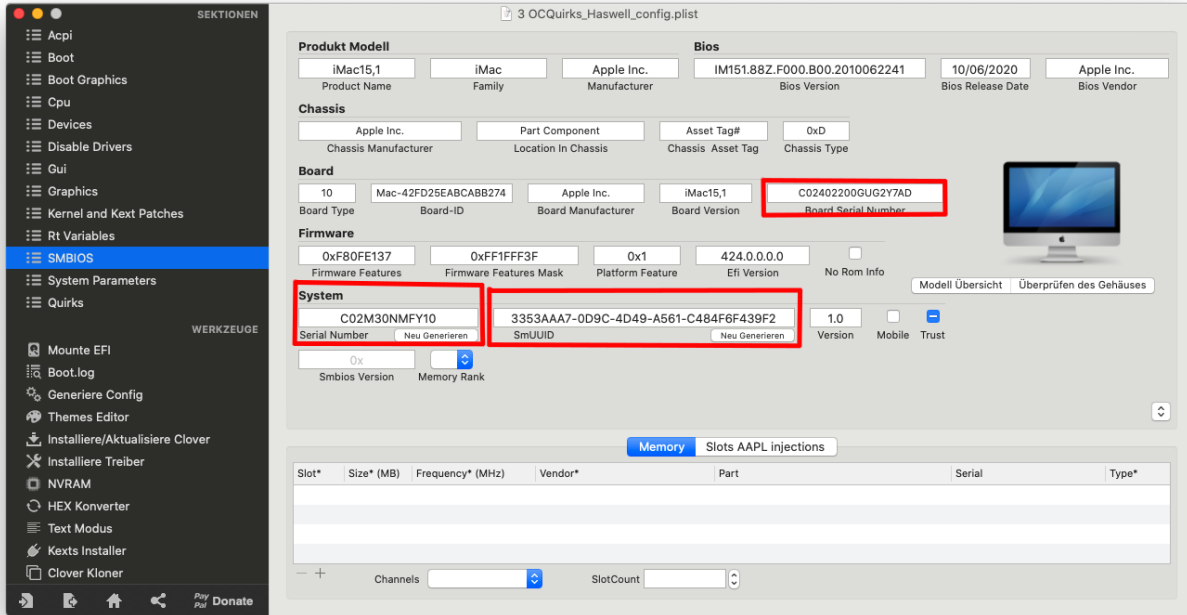 SEKTIONEN
3 OCQuirks_Haswell_config.plist
Acpi
Boot
Boot Graphics
Cpu
Devices
Disable Drivers
Gui
Graphics
Kernel and Kext Patches
Rt Variables
SMBIOS
System Parameters
Quirks
WERKZEUGE
Mounte EFI
Boot.log
Generiere Config
Themes Editor
Installiere/Aktualisiere Clover
Installiere Treiber
NVRAM
HEX Konverter
Text Modus
Kexts Installer
Clover Kloner
Pay Pal Donate
Produkt Modell Bios
iMac15,1 iMac Apple Inc. IM151.88Z.F000.B00.2010062241 10/06/2020 Apple Inc.
Product Name Family Manufacturer Bios Version Bios Release Date Bios Vendor
Chassis
Apple Inc. Part Component Asset Tag# 0xD
Chassis Manufacturer Location In Chassis Chassis Asset Tag Chassis Type
Board
10 Mac-42FD25EABCABB274 Apple Inc. iMac15,1 C02402200GUG2Y7AD
Board Type Board-ID Board Manufacturer Board Version Board Serial Number
Firmware
0xF80FE137 0xFF1FFF3F 0x1 424.0.0.0.0
Firmware Features Firmware Features Mask Platform Feature Efi Version No Rom Info
Modell Übersicht Überprüfen des Gehäuses
System
C02M30NMFY10 3353AAA7-0D9C-4D49-A561-C484F6F439F2 1.0
Serial Number Neu Generieren SmUUID Neu Generieren Version Mobile Trust
0x
Smbios Version Memory Rank
Memory Slots AAPL injections
Slot* Size* (MB) Frequency* (MHz) Vendor* Part Serial Type*
Channels SlotCount